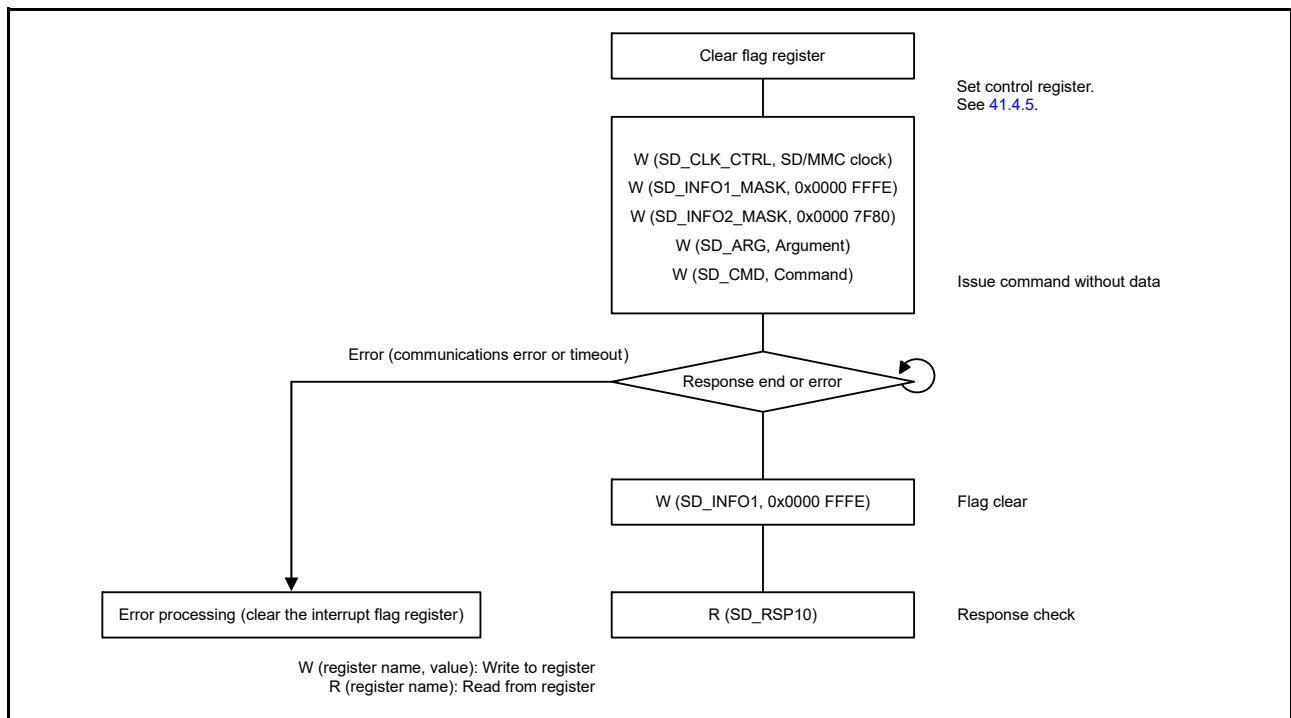 Clear flag register
Set control register.
See 41.4.5.
W (SD_CLK_CTRL, SD/MMC clock)
W (SD_INFO1_MASK, 0x0000 FFFE)
W (SD_INFO2_MASK, 0x0000 7F80)
W (SD_ARG, Argument)
W (SD_CMD, Command)
Issue command without data
Error (communications error or timeout)
Response end or error
W (SD_INFO1, 0x0000 FFFE)
Flag clear
Error processing (clear the interrupt flag register)
R (SD_RSP10)
Response check
W (register name, value): Write to register
R (register name): Read from register